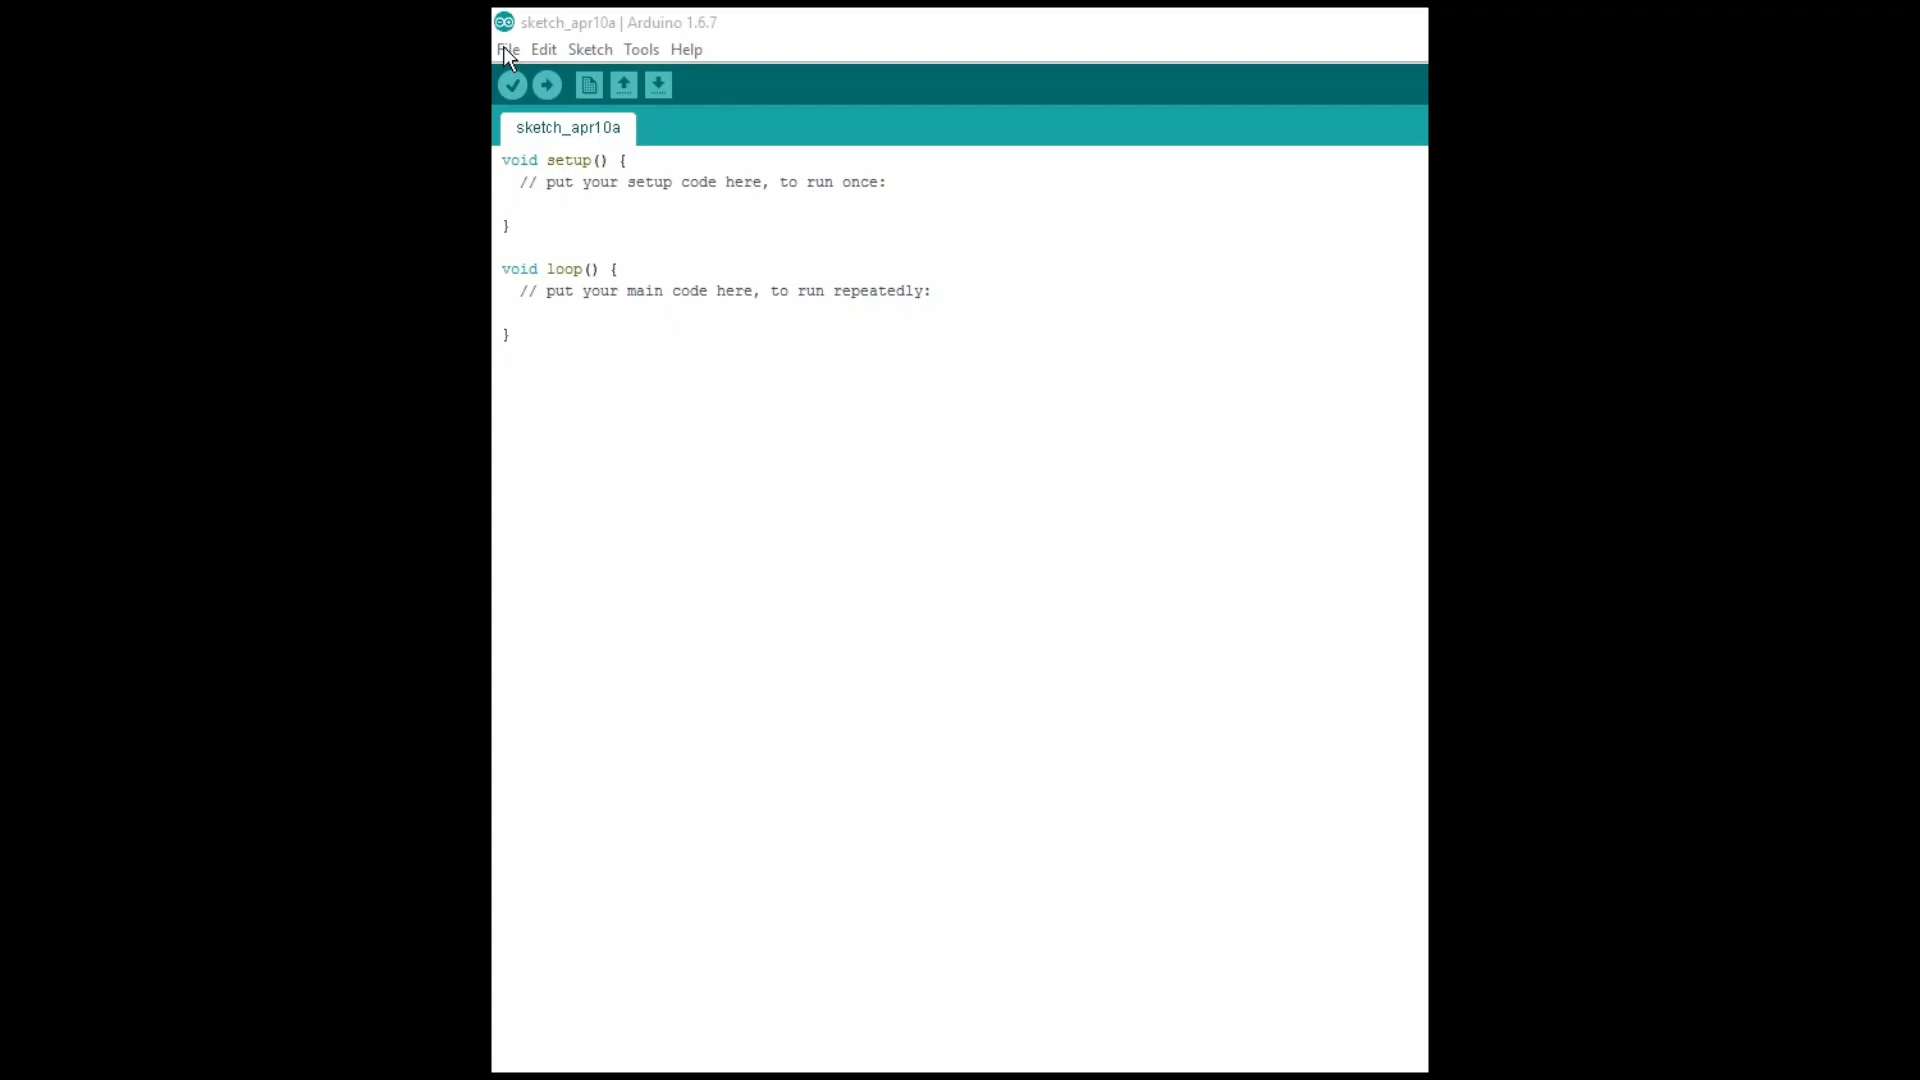 sketch_apr10a | Arduino 1.6.7
File Edit Sketch Tools Help
sketch_apr10a
void setup() {
  // put your setup code here, to run once:
}
void loop() {
  // put your main code here, to run repeatedly:
}